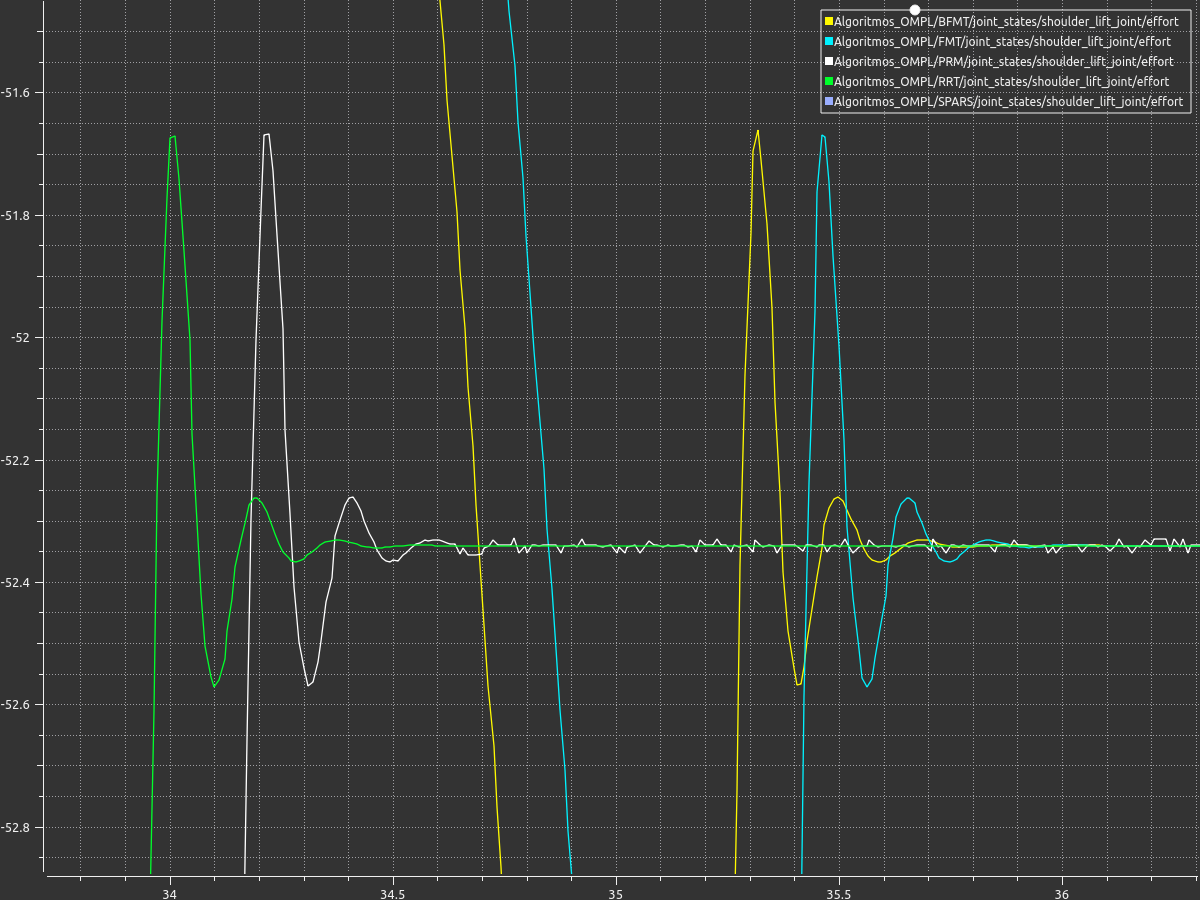 Algoritmos_OMPL/BFMT/joint_states/shoulder_lift_joint/effort
Algoritmos_OMPL/FMT/joint_states/shoulder_lift_joint/effort
Algoritmos_OMPL/PRM/joint_states/shoulder_lift_joint/effort
Algoritmos_OMPL/RRT/joint_states/shoulder_lift_joint/effort
Algoritmos_OMPL/SPARS/joint_states/shoulder_lift_joint/effort
-51.6
-51.8
-52
-52.2
-52.4
-52.6
-52.8
34 34.5 35 35.5 36